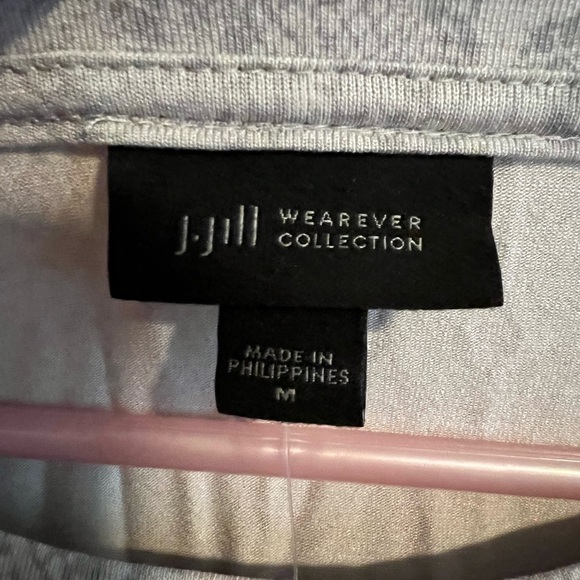 J.Jill WEAREVER
COLLECTION
MADE IN
PHILIPPINES
M